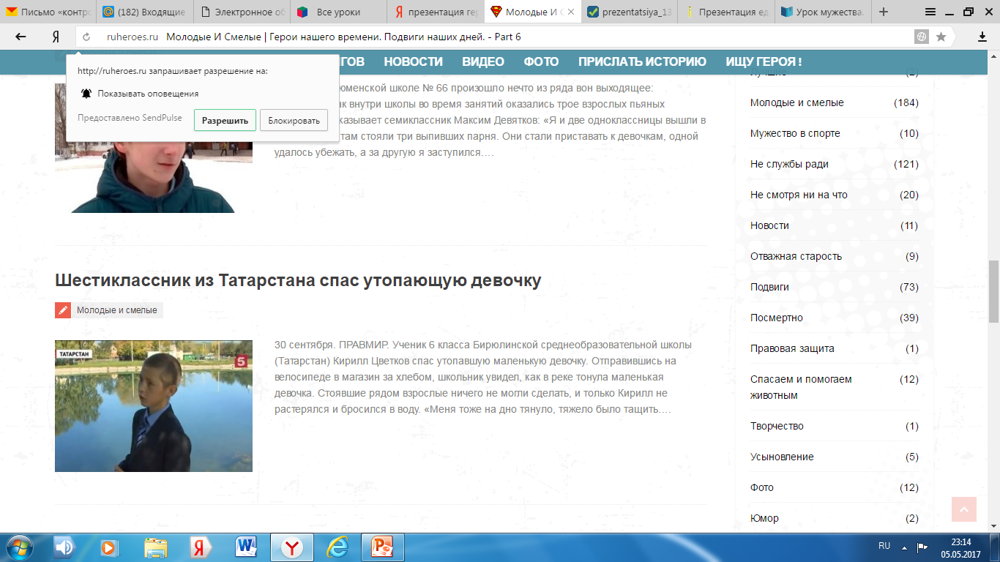 Письмо «контр
(182) Входящие
Электронное об
Все уроки
презентация гер
Молодые И С
prezentatsiya_13
Презентация ед
Урок мужества.
ruheroes.ru Молодые И Смелые | Герои нашего времени. Подвиги наших дней. - Part 6
НОВОСТИ ВИДЕО ФОТО ПРИСЛАТЬ ИСТОРИЮ ИЩУ ГЕРОЯ !
http://ruheroes.ru запрашивает разрешение на:
Показывать оповещения
Предоставлено SendPulse Разрешить Блокировать
школе № 66 произошло нечто из ряда вон выходящее:
внутри школы во время занятий оказались трое взрослых пьяных
семиклассник Максим Девятков: «Я и две одноклассницы вышли в
там стояли три выпивших парня. Они стали приставать к девочкам, одной
удалось убежать, а за другую я заступился….
Шестиклассник из Татарстана спас утопающую девочку
Молодые и смелые
ТАТАРСТАН
5
30 сентября. ПРАВМИР. Ученик 6 класса Бирюлинской среднеобразовательной школы
(Татарстан) Кирилл Цветков спас утопавшую маленькую девочку. Отправившись на
велосипеде в магазин за хлебом, школьник увидел, как в реке тонула маленькая
девочка. Стоявшие рядом взрослые ничего не могли сделать, и только Кирилл не
растерялся и бросился в воду. «Меня тоже на дно тянуло, тяжело было тащить….
Лучшие (2)
Молодые и смелые (184)
Мужество в спорте (10)
Не службы ради (121)
Не смотря ни на что (20)
Новости (11)
Отважная старость (9)
Подвиги (73)
Посмертно (39)
Правовая защита (1)
Спасаем и помогаем (12)
животным
Творчество (1)
Усыновление (5)
Фото (12)
Юмор (2)
RU
23:14
05.05.2017